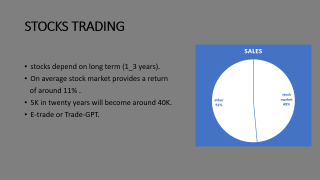 STOCKS TRADING
• stocks depend on long term (1_3 years).
• On average stock market provides a return
of around 11% .
• 5K in twenty years will become around 40K.
• E-trade or Trade-GPT.
SALES
other
51%
stock
market
49%